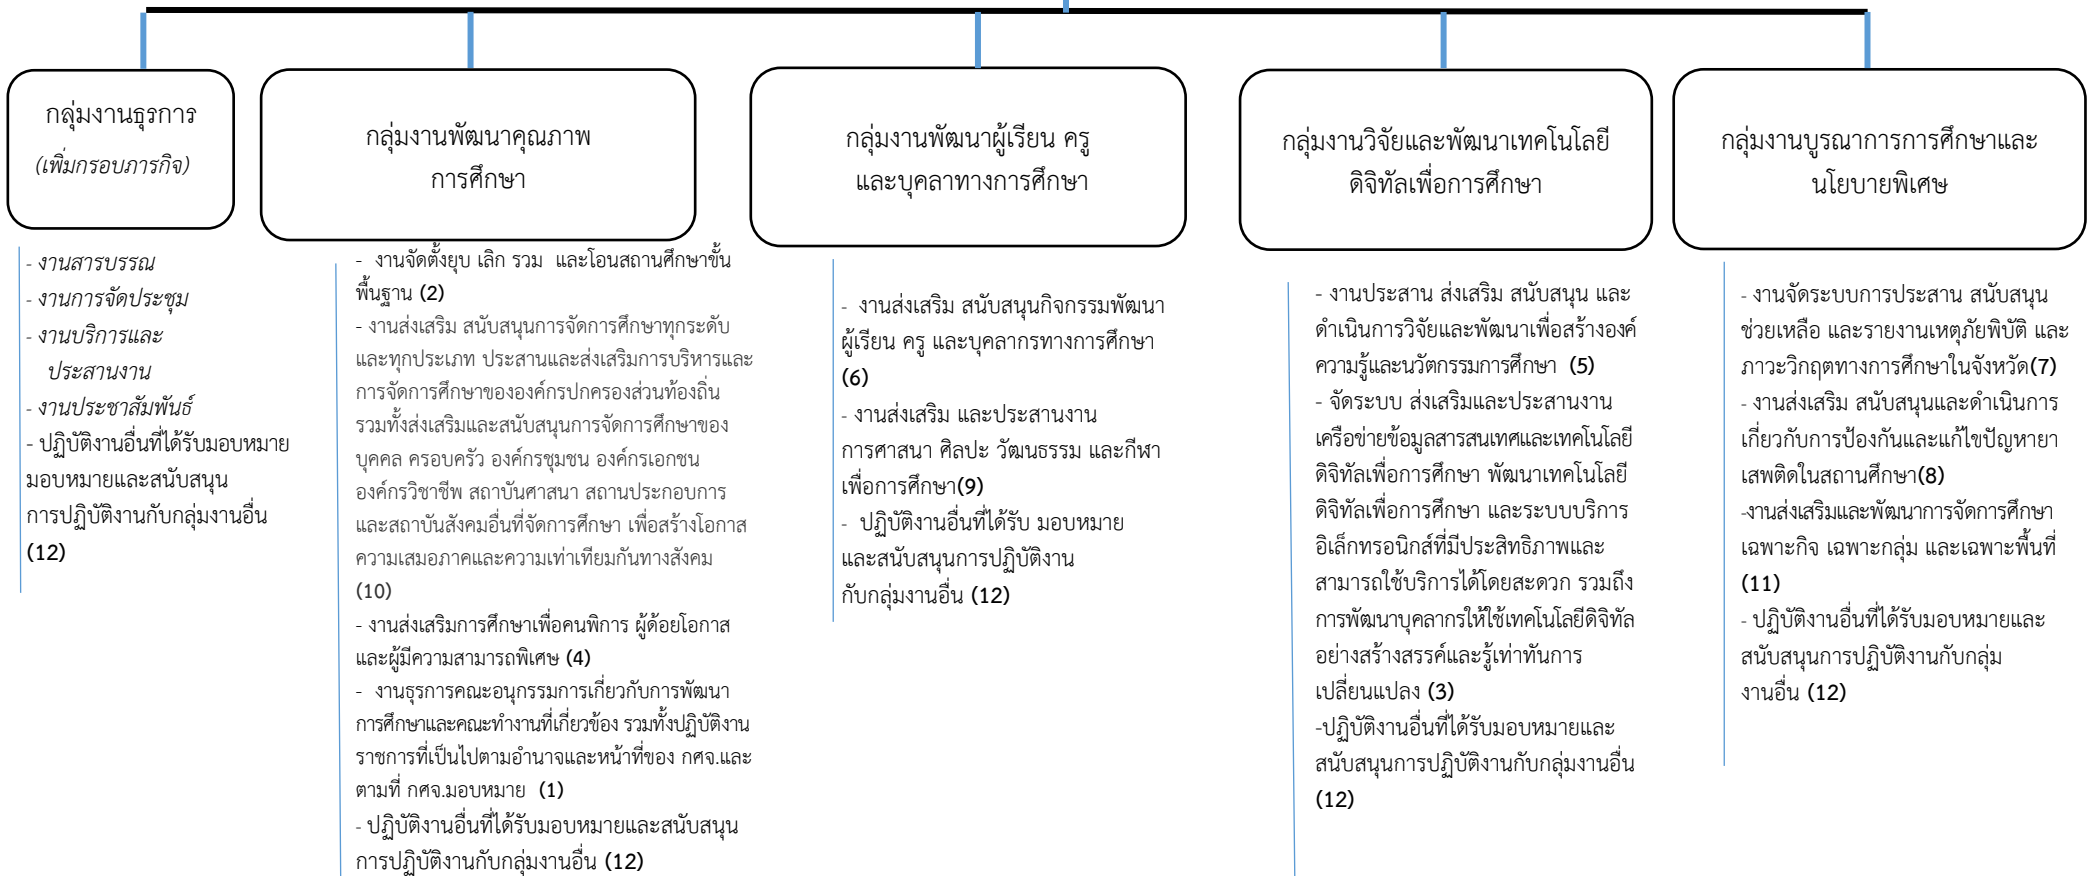 กลุ่มงานธุรการ
(เพิ่มกรอบภารกิจ)
- งานสารบรรณ
- งานการจัดประชุม
- งานบริการและ
ประสานงาน
- งานประชาสัมพันธ์
- ปฏิบัติงานอื่นที่ได้รับมอบหมาย
มอบหมายและสนับสนุน
การปฏิบัติงานกับกลุ่มงานอื่น
(12)
กลุ่มงานพัฒนาคุณภาพ
การศึกษา
- งานจัดตั้งยุบ เลิก รวม และโอนสถานศึกษาขั้น
พื้นฐาน (2)
- งานส่งเสริม สนับสนุนการจัดการศึกษาทุกระดับ
และทุกประเภท ประสานและส่งเสริมการบริหารและ
การจัดการศึกษาขององค์กรปกครองส่วนท้องถิ่น
รวมทั้งส่งเสริมและสนับสนุนการจัดการศึกษาของ
บุคคล ครอบครัว องค์กรชุมชน องค์กรเอกชน
องค์กรวิชาชีพ สถาบันศาสนา สถานประกอบการ
และสถาบันสังคมอื่นที่จัดการศึกษา เพื่อสร้างโอกาส
ความเสมอภาคและความเท่าเทียมกันทางสังคม
(10)
- งานส่งเสริมการศึกษาเพื่อคนพิการ ผู้ด้อยโอกาส
และผู้มีความสามารถพิเศษ (4)
- งานธุรการคณะอนุกรรมการเกี่ยวกับการพัฒนา
การศึกษาและคณะทำงานที่เกี่ยวข้อง รวมทั้งปฏิบัติงาน
ราชการที่เป็นไปตามอำนาจและหน้าที่ของ กศจ.และ
ตามที่ กศจ.มอบหมาย (1)
- ปฏิบัติงานอื่นที่ได้รับมอบหมายและสนับสนุน
การปฏิบัติงานกับกลุ่มงานอื่น (12)
กลุ่มงานพัฒนาผู้เรียน ครู
และบุคลาทางการศึกษา
- งานส่งเสริม สนับสนุนกิจกรรมพัฒนา
ผู้เรียน ครู และบุคลากรทางการศึกษา
(6)
- งานส่งเสริม และประสานงาน
การศาสนา ศิลปะ วัฒนธรรม และกีฬา
เพื่อการศึกษา(9)
- ปฏิบัติงานอื่นที่ได้รับ มอบหมาย
และสนับสนุนการปฏิบัติงาน
กับกลุ่มงานอื่น (12)
กลุ่มงานวิจัยและพัฒนาเทคโนโลยี
ดิจิทัลเพื่อการศึกษา
- งานประสาน ส่งเสริม สนับสนุน และ
ดำเนินการวิจัยและพัฒนาเพื่อสร้างองค์
ความรู้และนวัตกรรมการศึกษา (5)
- จัดระบบ ส่งเสริมและประสานงาน
เครือข่ายข้อมูลสารสนเทศและเทคโนโลยี
ดิจิทัลเพื่อการศึกษา พัฒนาเทคโนโลยี
ดิจิทัลเพื่อการศึกษา และระบบบริการ
อิเล็กทรอนิกส์ที่มีประสิทธิภาพและ
สามารถใช้บริการได้โดยสะดวก รวมถึง
การพัฒนาบุคลากรให้ใช้เทคโนโลยีดิจิทัล
อย่างสร้างสรรค์และรู้เท่าทันการ
เปลี่ยนแปลง (3)
-ปฏิบัติงานอื่นที่ได้รับมอบหมายและ
สนับสนุนการปฏิบัติงานกับกลุ่มงานอื่น
(12)
กลุ่มงานบูรณาการการศึกษาและ
นโยบายพิเศษ
- งานจัดระบบการประสาน สนับสนุน
ช่วยเหลือ และรายงานเหตุภัยพิบัติ และ
ภาวะวิกฤตทางการศึกษาในจังหวัด(7)
- งานส่งเสริม สนับสนุนและดำเนินการ
เกี่ยวกับการป้องกันและแก้ไขปัญหายา
เสพติดในสถานศึกษา(8)
-งานส่งเสริมและพัฒนาการจัดการศึกษา
เฉพาะกิจ เฉพาะกลุ่ม และเฉพาะพื้นที่
(11)
- ปฏิบัติงานอื่นที่ได้รับมอบหมายและ
สนับสนุนการปฏิบัติงานกับกลุ่ม
งานอื่น (12)